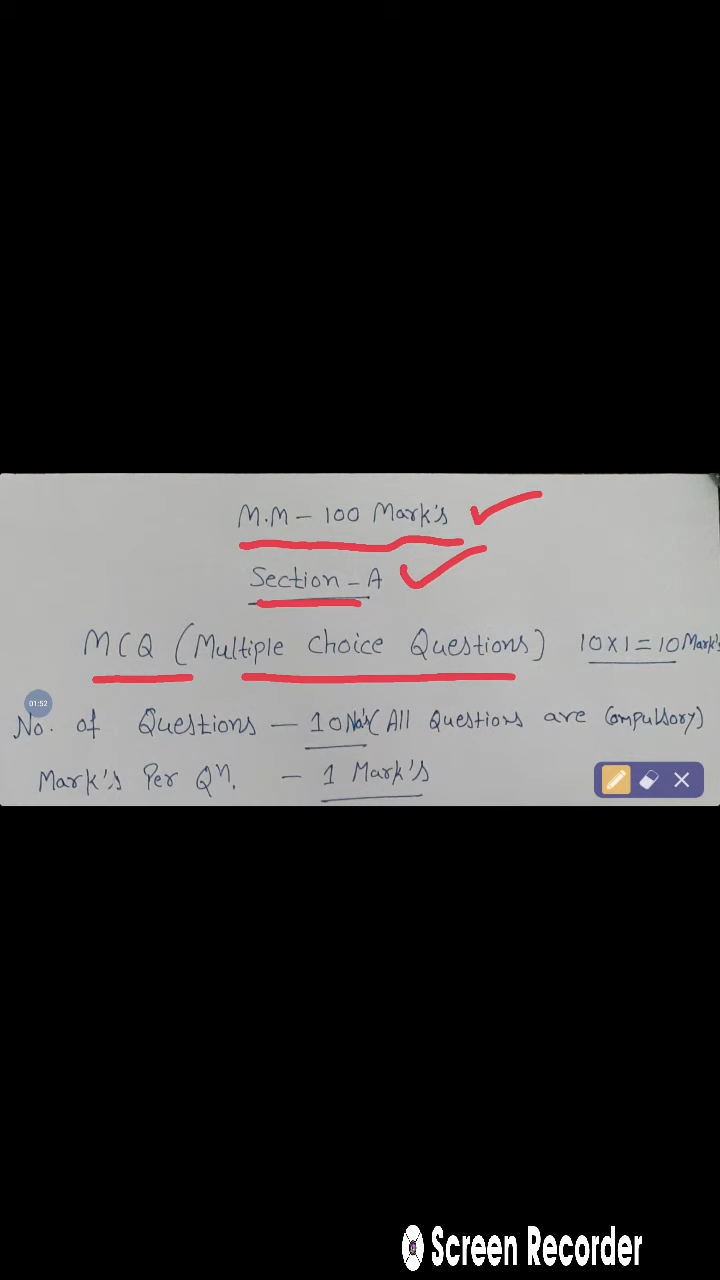 M.M - 100 Mark's
Section - A
MCQ (Multiple Choice Questions) 10 x 1 = 10 Mark's
01:52
No. of Questions - 10 No's (All Questions are Compulsory)
Mark's Per Qn. - 1 Mark's
Screen Recorder